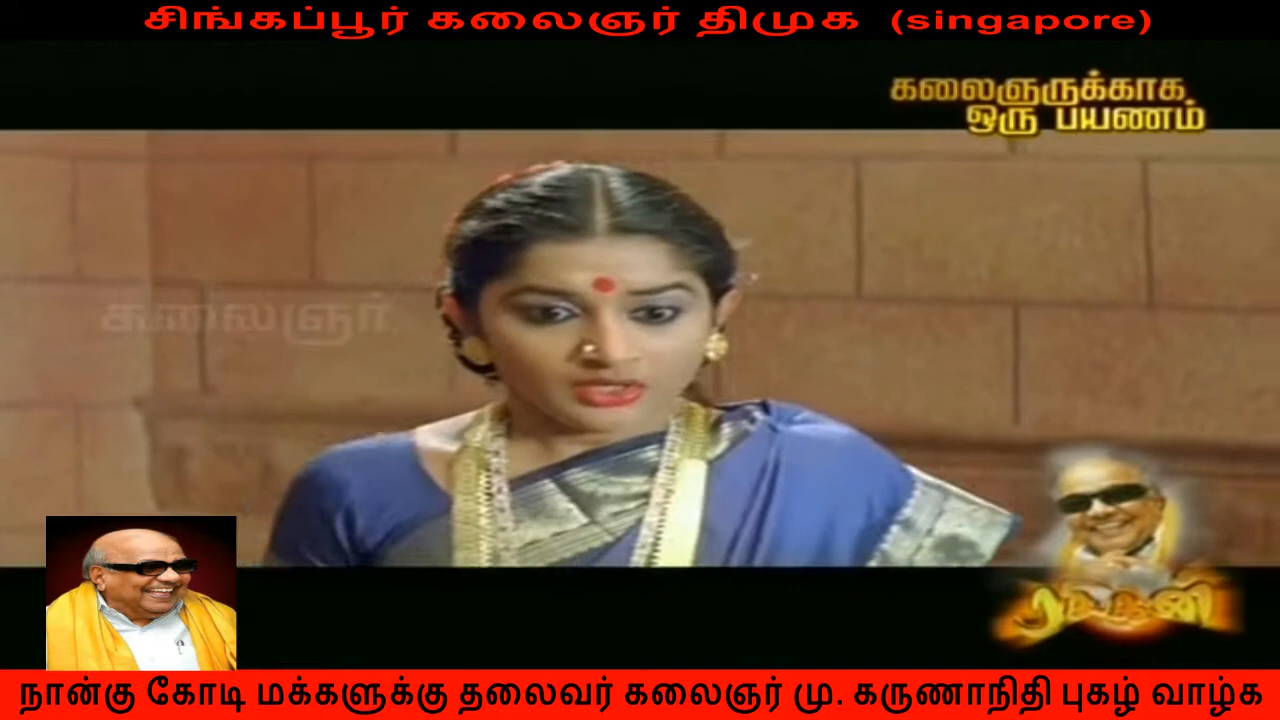 சிங்கப்பூர் கலைஞர் திமுக (singapore)
கலைஞருக்காக
ஒரு பயணம்
கலைஞர்
நான்கு கோடி மக்களுக்கு தலைவர் கலைஞர் மு. கருணாநிதி புகழ் வாழ்க